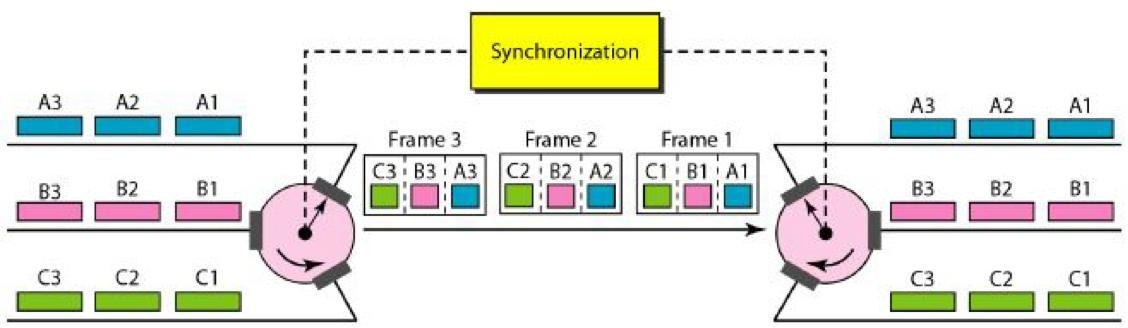 Synchronization
A3 A2 A1
A3 A2 A1
Frame 3 Frame 2 Frame 1
C3 B3 A3 C2 B2 A2 C1 B1 A1
B3 B2 B1
B3 B2 B1
C3 C2 C1
C3 C2 C1